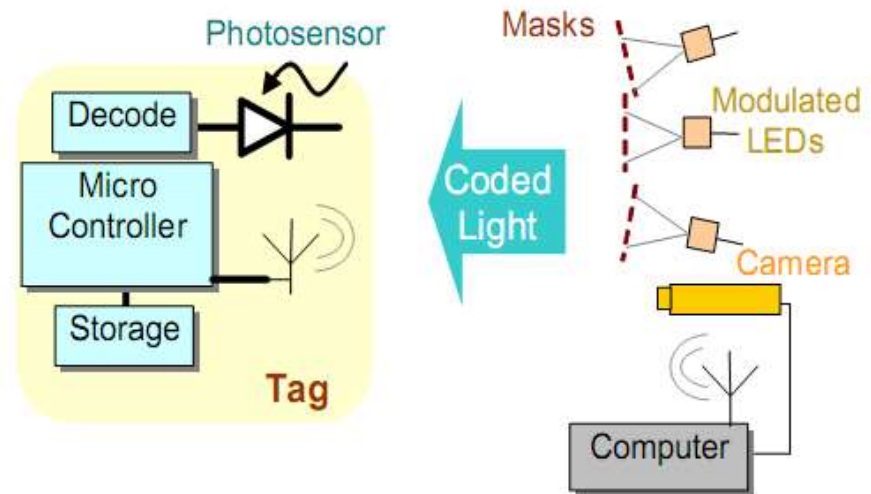 Photosensor
Decode
Micro
Controller
Storage
Tag
Coded
Light
Masks
Modulated
LEDs
Camera
Computer